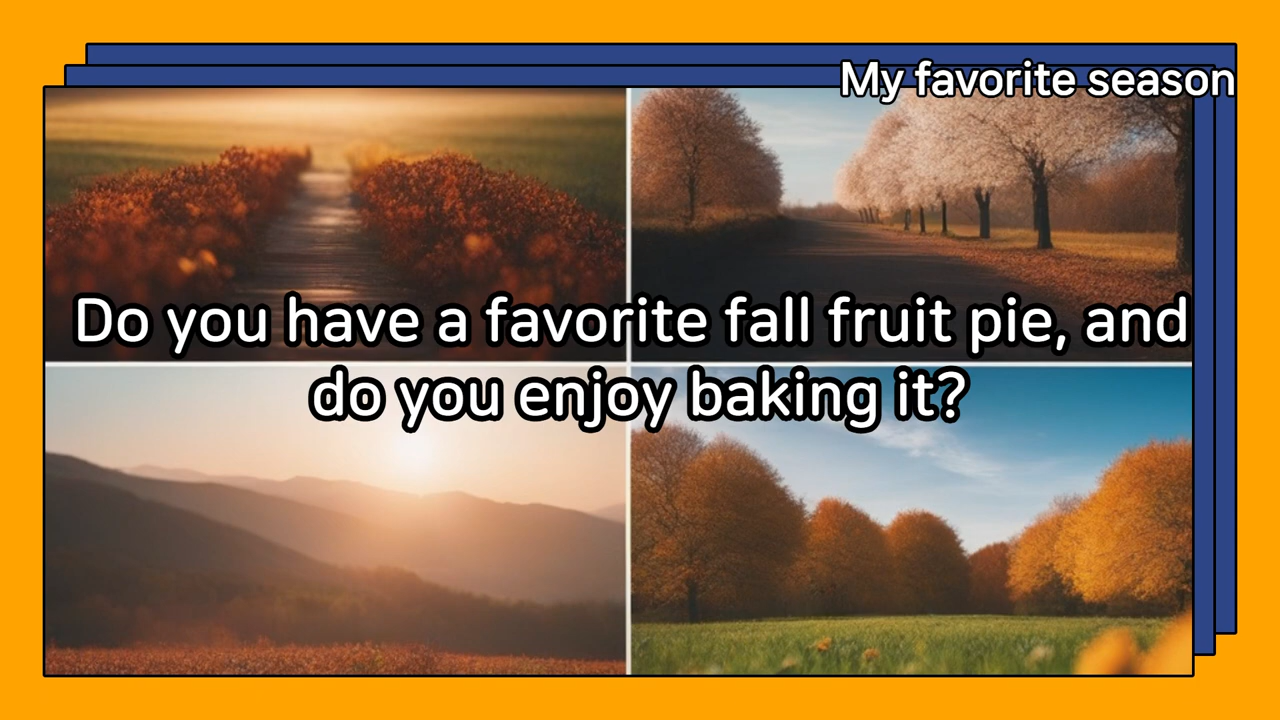 My favorite season
Do you have a favorite fall fruit pie, and
do you enjoy baking it?